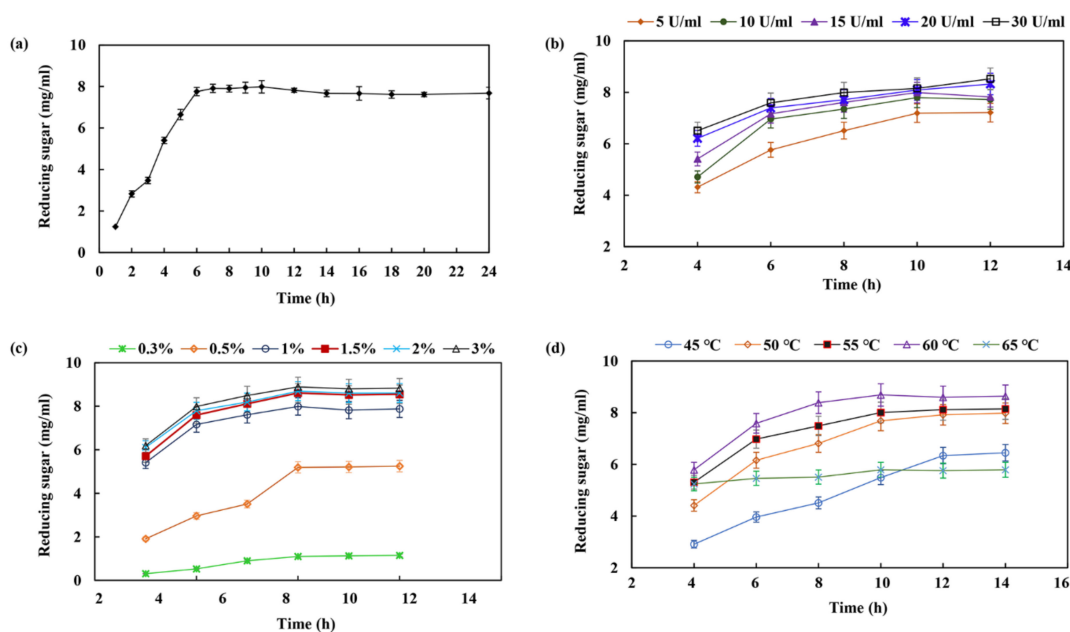 (a)
Reducing sugar (mg/ml)
10
8
6
4
2
0
0 2 4 6 8 10 12 14 16 18 20 22 24
Time (h)
(b)
5 U/ml 10 U/ml 15 U/ml 20 U/ml 30 U/ml
Reducing sugar (mg/ml)
10
8
6
4
2
2 4 6 8 10 12 14
Time (h)
(c)
0.3% 0.5% 1% 1.5% 2% 3%
Reducing sugar (mg/ml)
10
8
6
4
2
0
2 4 6 8 10 12 14
Time (h)
(d)
45 °C 50 °C 55 °C 60 °C 65 °C
Reducing sugar (mg/ml)
10
8
6
4
2
2 4 6 8 10 12 14 16
Time (h)